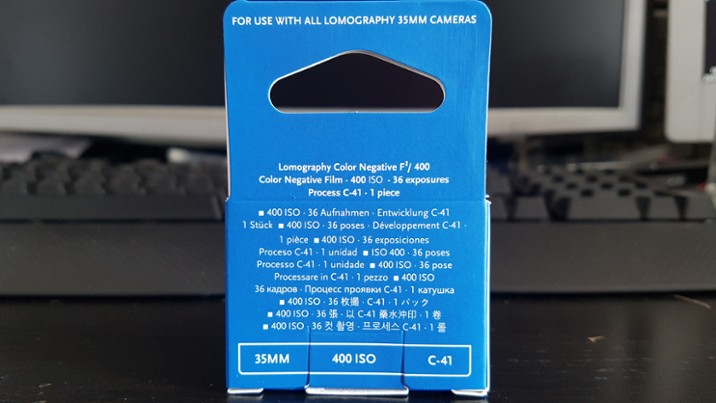 FOR USE WITH ALL LOMOGRAPHY 35MM CAMERAS
Lomography Color Negative F²/ 400
Color Negative Film · 400 ISO · 36 exposures
Process C-41 · 1 piece
■ 400 ISO · 36 Aufnahmen · Entwicklung C-41
1 Stück ■ 400 ISO · 36 poses · Développement C-41 ·
1 pièce ■ 400 ISO · 36 exposiciones
Proceso C-41 · 1 unidad ■ ISO 400 · 36 poses
Processo C-41 · 1 unidade ■ 400 ISO · 36 pose
Processare in C-41 · 1 pezzo ■ 400 ISO
36 кадров · Процесс проявки C-41 · 1 катушка
■ 400 ISO · 36 枚撮 · C-41 · 1 パック
■ 400 ISO · 36 張 · 以 C-41 藥水沖印 · 1 卷
■ 400 ISO · 36 컷 촬영 · 프로세스 C-41 · 1 롤
35MM 400 ISO C-41